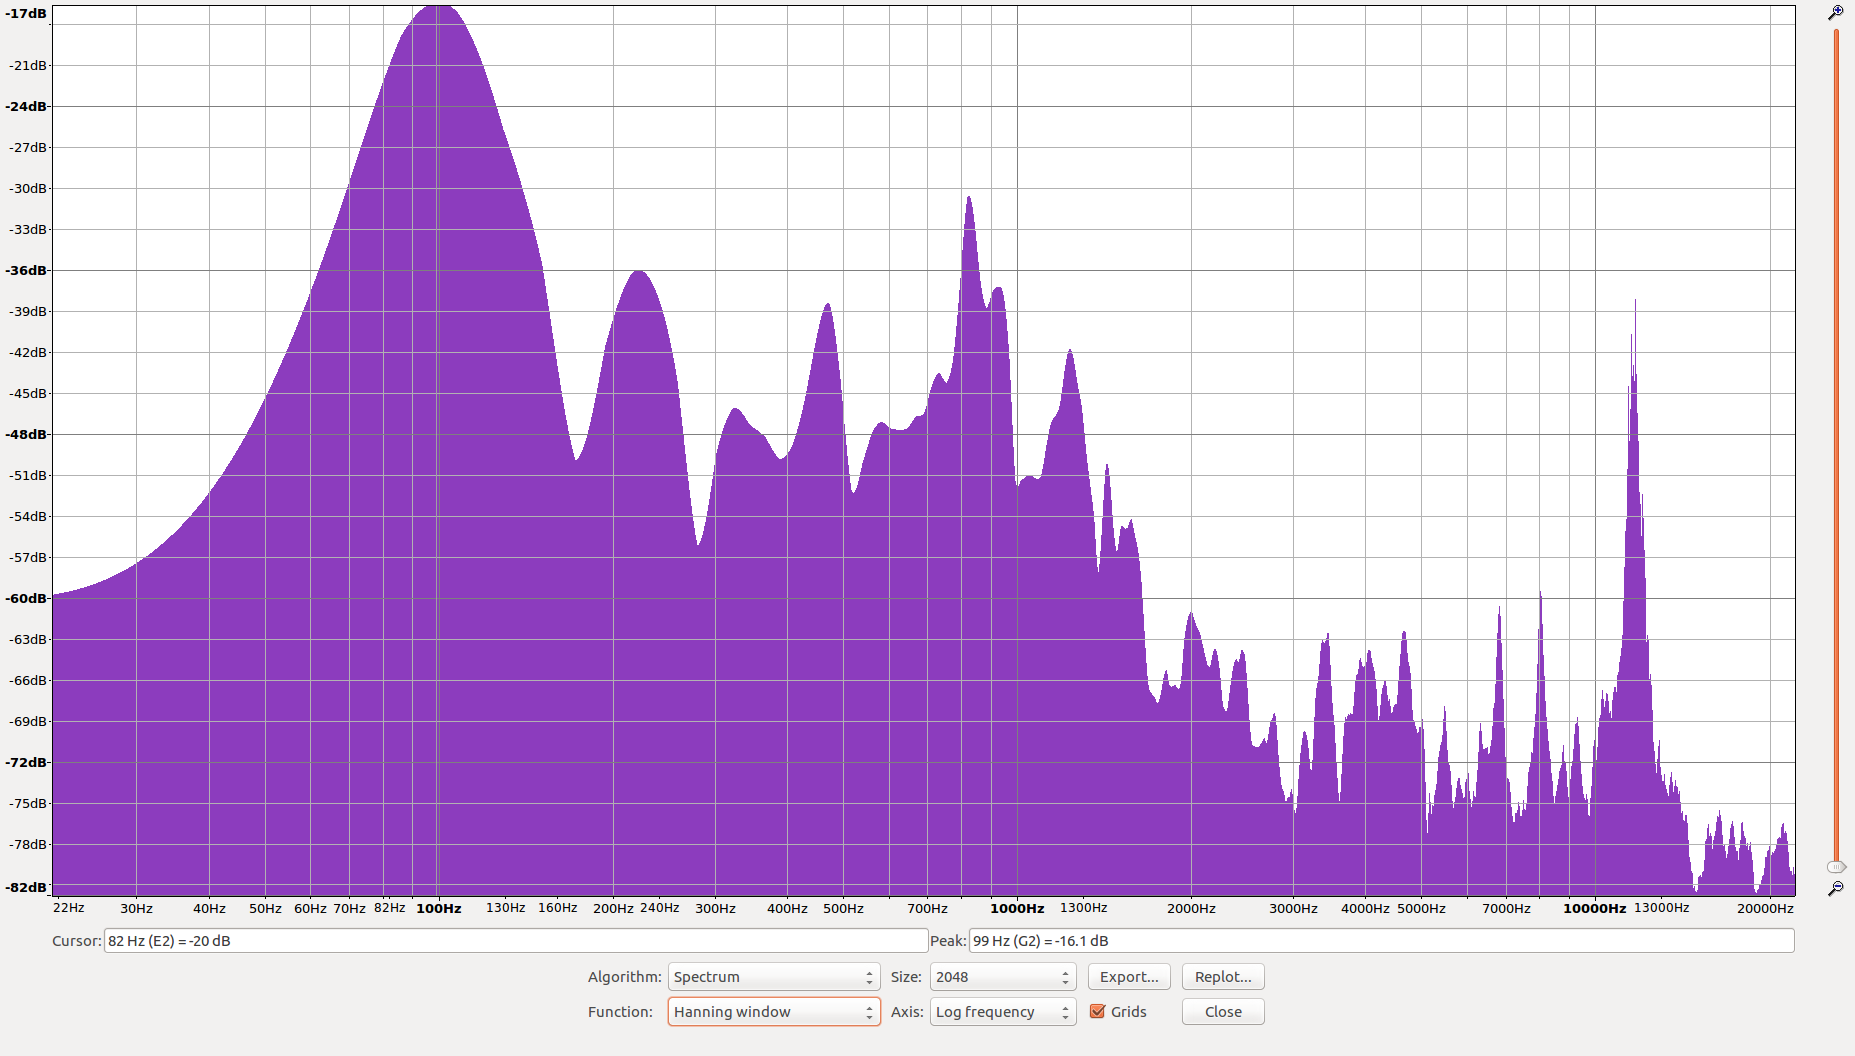 -17dB
-21dB
-24dB
-27dB
-30dB
-33dB
-36dB
-39dB
-42dB
-45dB
-48dB
-51dB
-54dB
-57dB
-60dB
-63dB
-66dB
-69dB
-72dB
-75dB
-78dB
-82dB
22Hz 30Hz 40Hz 50Hz 60Hz 70Hz 82Hz 100Hz 130Hz 160Hz 200Hz 240Hz 300Hz 400Hz 500Hz 700Hz 1000Hz 1300Hz 2000Hz 3000Hz 4000Hz 5000Hz 7000Hz 10000Hz 13000Hz 20000Hz
Cursor: 82 Hz (E2) = -20 dB Peak: 99 Hz (G2) = -16.1 dB
Algorithm: Spectrum Size: 2048 Export... Replot...
Function: Hanning window Axis: Log frequency Grids Close